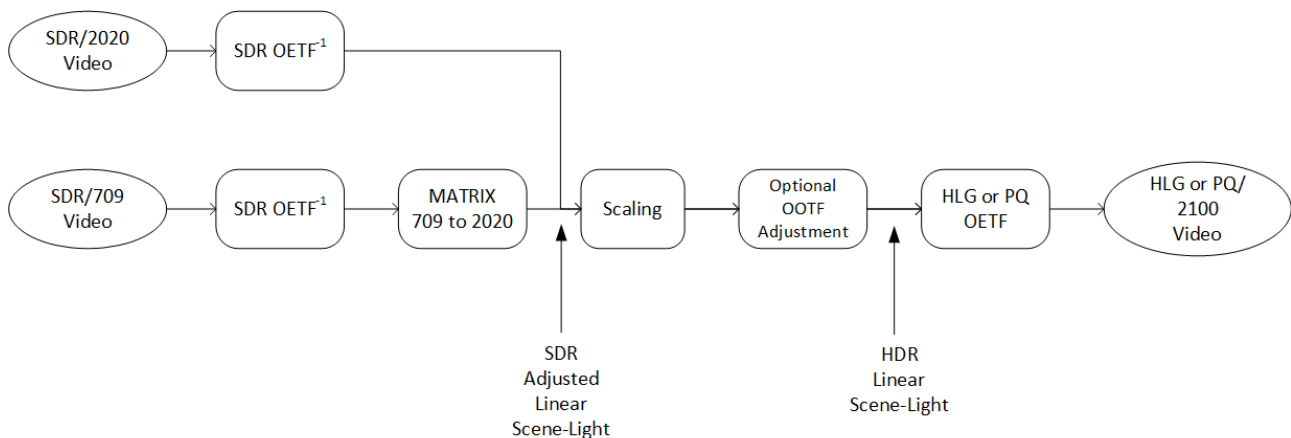 SDR/2020
Video
SDR OETF⁻¹
SDR/709
Video
SDR OETF⁻¹
MATRIX
709 to 2020
Scaling
Optional
OOTF
Adjustment
HLG or PQ
OETF
HLG or PQ/
2100
Video
SDR
Adjusted
Linear
Scene-Light
HDR
Linear
Scene-Light